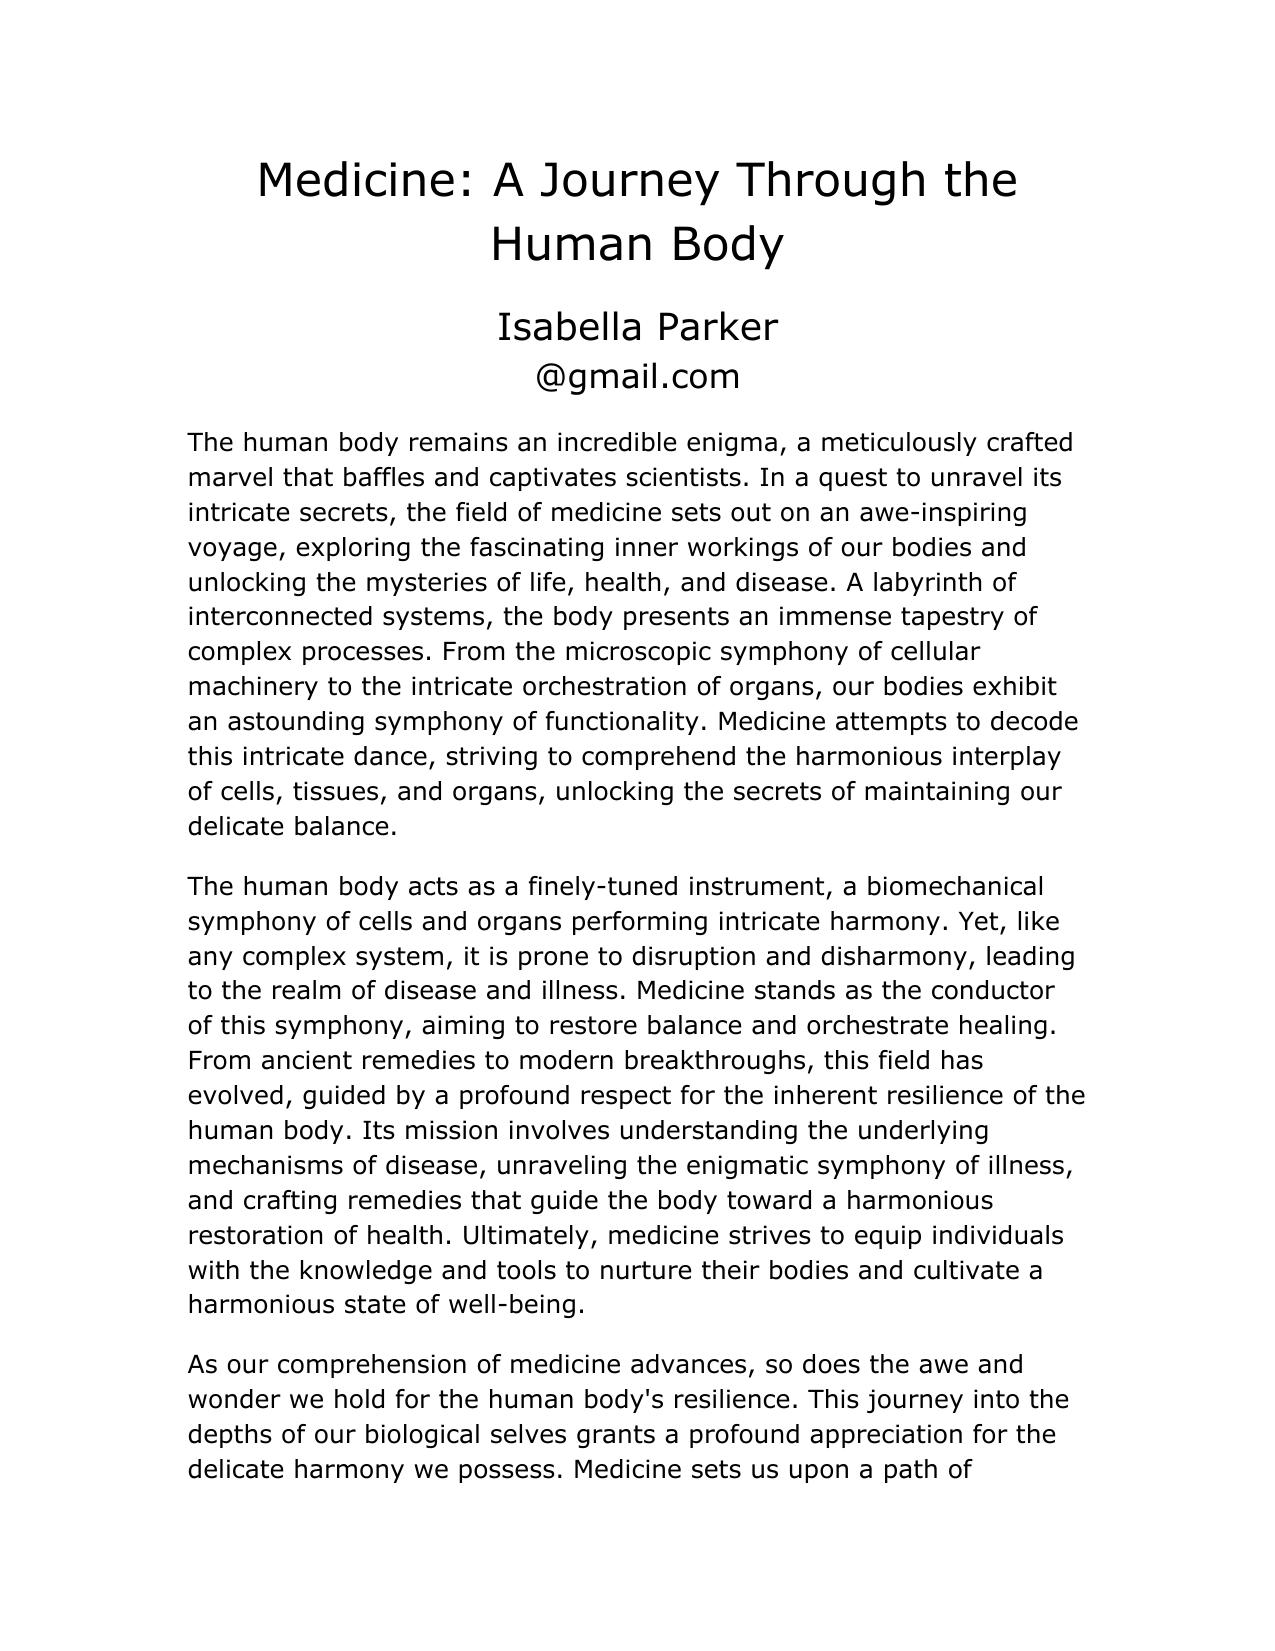 Medicine: A Journey Through the
Human Body
Isabella Parker
@gmail.com
The human body remains an incredible enigma, a meticulously crafted
marvel that baffles and captivates scientists. In a quest to unravel its
intricate secrets, the field of medicine sets out on an awe-inspiring
voyage, exploring the fascinating inner workings of our bodies and
unlocking the mysteries of life, health, and disease. A labyrinth of
interconnected systems, the body presents an immense tapestry of
complex processes. From the microscopic symphony of cellular
machinery to the intricate orchestration of organs, our bodies exhibit
an astounding symphony of functionality. Medicine attempts to decode
this intricate dance, striving to comprehend the harmonious interplay
of cells, tissues, and organs, unlocking the secrets of maintaining our
delicate balance.
The human body acts as a finely-tuned instrument, a biomechanical
symphony of cells and organs performing intricate harmony. Yet, like
any complex system, it is prone to disruption and disharmony, leading
to the realm of disease and illness. Medicine stands as the conductor
of this symphony, aiming to restore balance and orchestrate healing.
From ancient remedies to modern breakthroughs, this field has
evolved, guided by a profound respect for the inherent resilience of the
human body. Its mission involves understanding the underlying
mechanisms of disease, unraveling the enigmatic symphony of illness,
and crafting remedies that guide the body toward a harmonious
restoration of health. Ultimately, medicine strives to equip individuals
with the knowledge and tools to nurture their bodies and cultivate a
harmonious state of well-being.
As our comprehension of medicine advances, so does the awe and
wonder we hold for the human body's resilience. This journey into the
depths of our biological selves grants a profound appreciation for the
delicate harmony we possess. Medicine sets us upon a path of